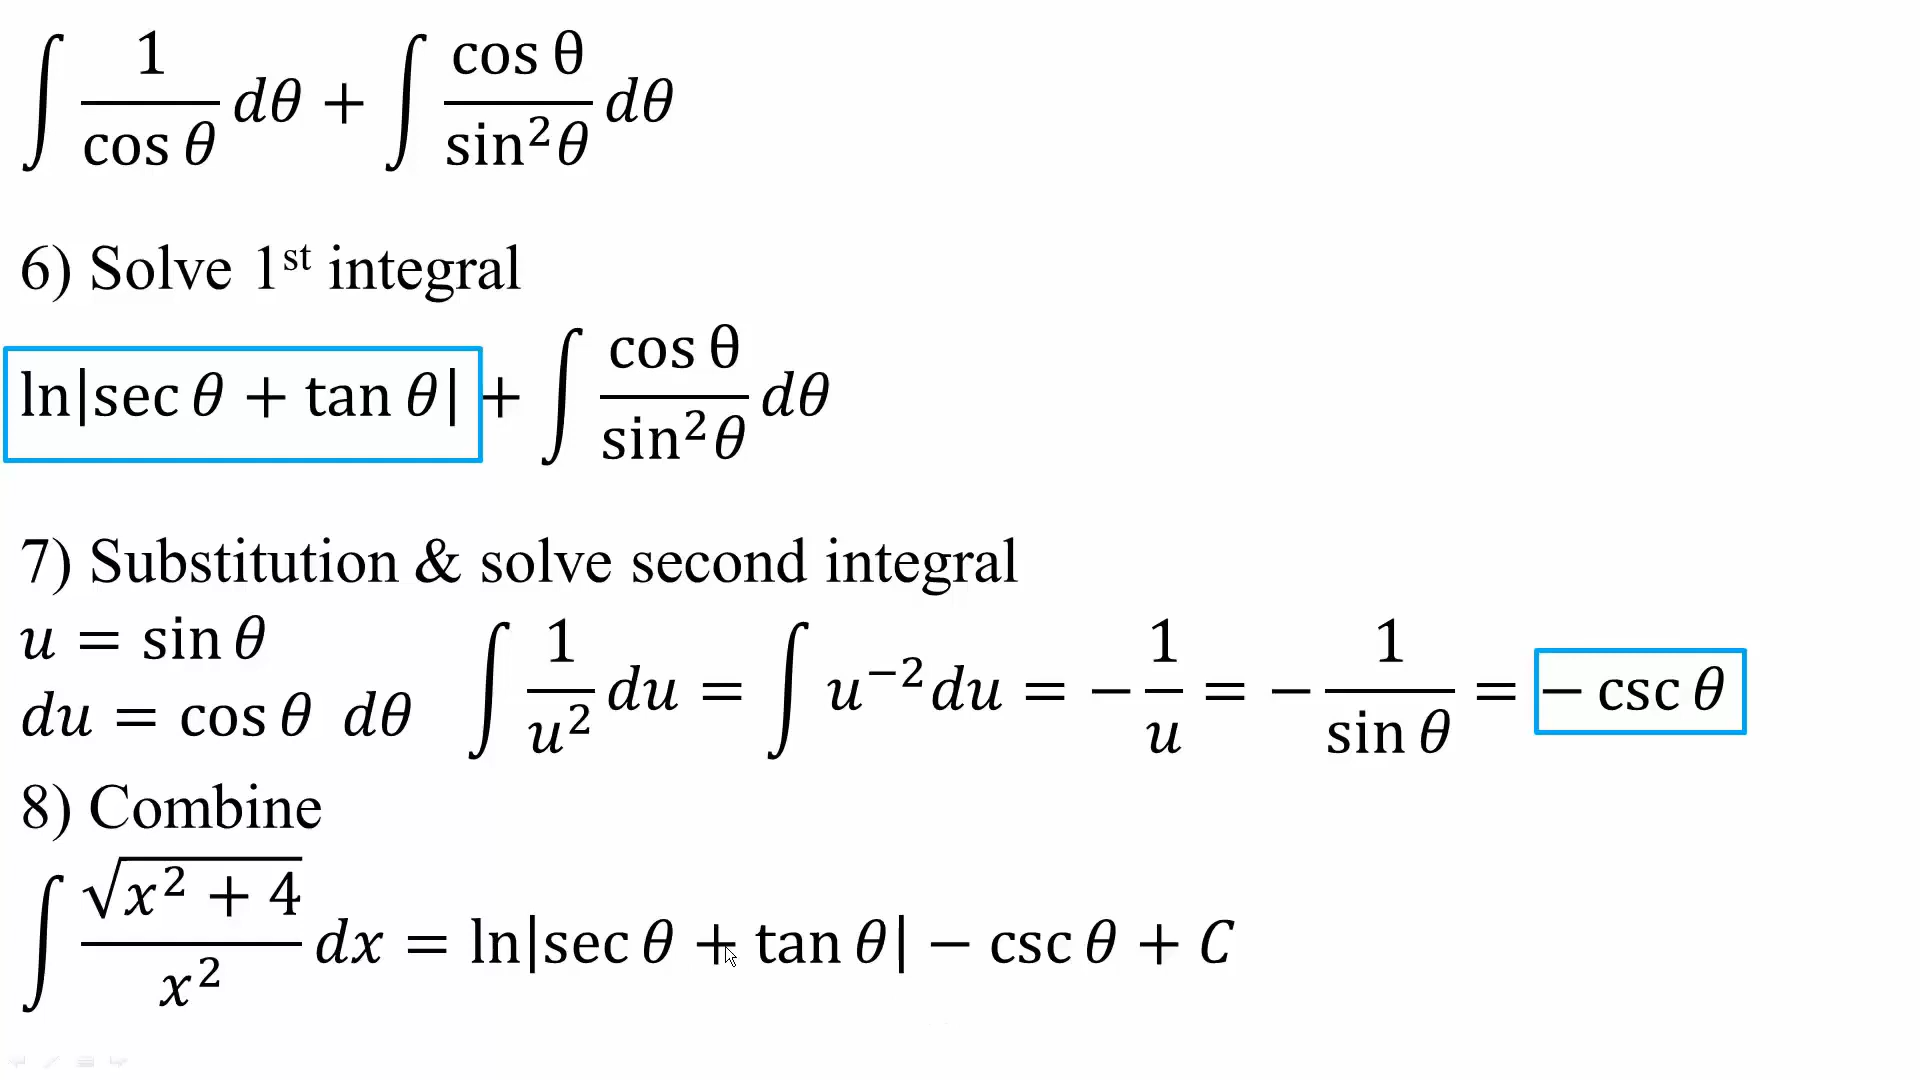 ∫ 1/cos θ dθ + ∫ cos θ/sin²θ dθ
6) Solve 1st integral
ln|sec θ + tan θ| + ∫ cos θ/sin²θ dθ
7) Substitution & solve second integral
u = sin θ
du = cos θ dθ ∫ 1/u² du = ∫ u⁻² du = − 1/u = − 1/sin θ = − csc θ
8) Combine
∫ √(x² + 4)/x² dx = ln|sec θ + tan θ| − csc θ + C